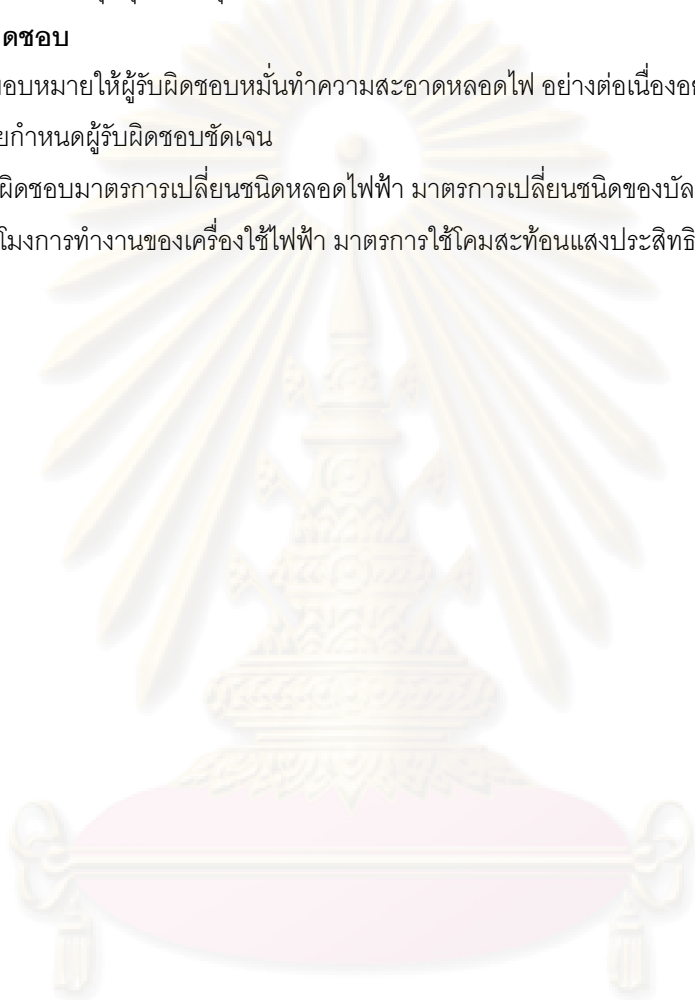 ดชอบ
อบหมายให้ผู้รับผิดชอบหมั่นทำความสะอาดหลอดไฟ อย่างต่อเนื่องอย
ยกำหนดผู้รับผิดชอบชัดเจน
ผิดชอบมาตรการเปลี่ยนชนิดหลอดไฟฟ้า มาตรการเปลี่ยนชนิดของบัล
โมงการทำงานของเครื่องใช้ไฟฟ้า มาตรการใช้โคมสะท้อนแสงประสิทธิ